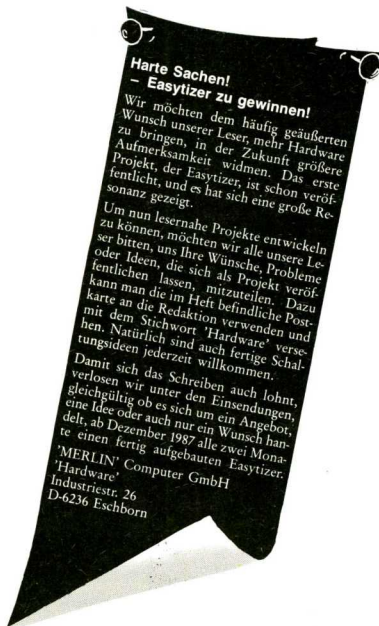 Harte Sachen!
– Easytizer zu gewinnen!
Wir möchten dem häufig geäußerten
Wunsch unserer Leser, mehr Hardware
zu bringen, in der Zukunft größere
Aufmerksamkeit widmen. Das erste
Projekt, der Easytizer, ist schon veröf-
fentlicht, und es hat sich eine große Re-
sonanz gezeigt.
Um nun lesernahe Projekte entwickeln
zu können, möchten wir alle unsere Le-
ser bitten, uns Ihre Wünsche, Probleme
oder Ideen, die sich als Projekt veröf-
fentlichen lassen, mitzuteilen. Dazu
kann man die im Heft befindliche Post-
karte an die Redaktion verwenden und
mit dem Stichwort 'Hardware' verse-
hen. Natürlich sind auch fertige Schal-
tungsideen jederzeit willkommen.
Damit sich das Schreiben auch lohnt,
verlosen wir unter den Einsendungen,
gleichgültig ob es sich um ein Angebot,
eine Idee oder auch nur ein Wunsch han-
delt, ab Dezember 1987 alle zwei Mona-
te einen fertig aufgebauten Easytizer.
'MERLIN' Computer GmbH
'Hardware'
Industriestr. 26
D-6236 Eschborn